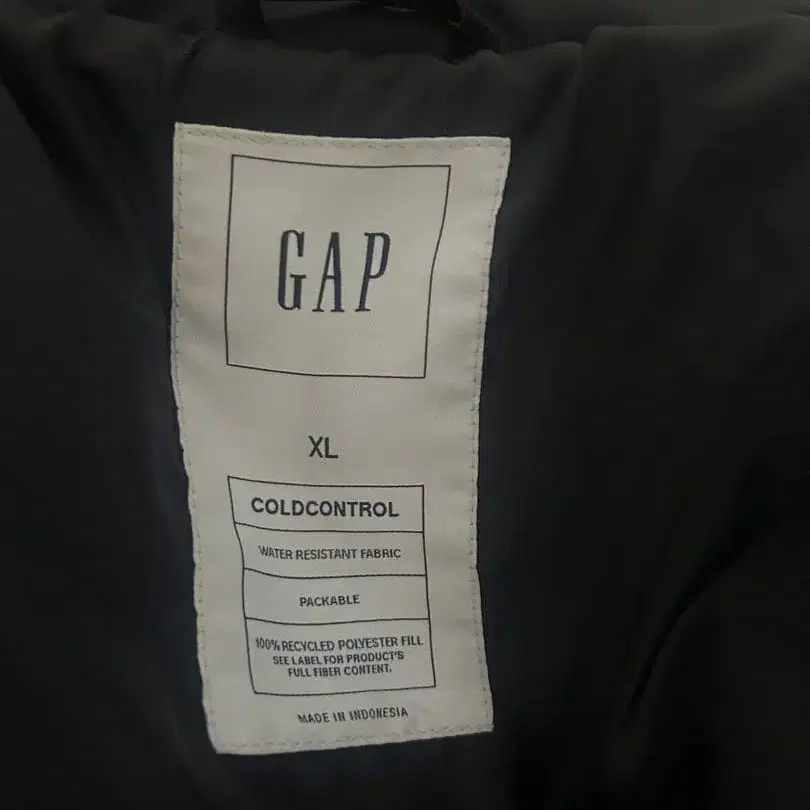 GAP
XL
COLDCONTROL
WATER RESISTANT FABRIC
PACKABLE
100% RECYCLED POLYESTER FILL
SEE LABEL FOR PRODUCT'S
FULL FIBER CONTENT.
MADE IN INDONESIA